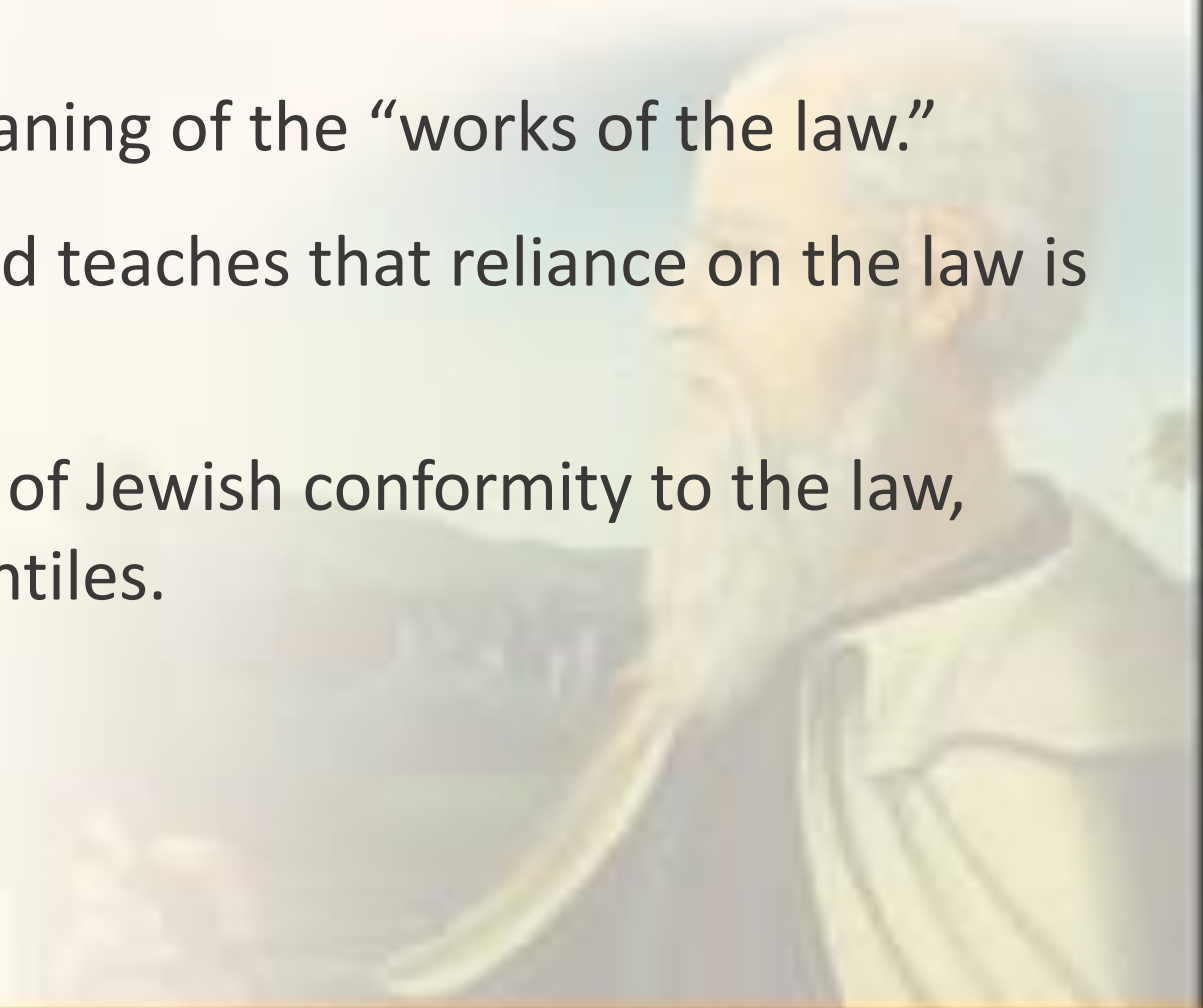 aning of the “works of the law.”
d teaches that reliance on the law is
of Jewish conformity to the law,
ntiles.